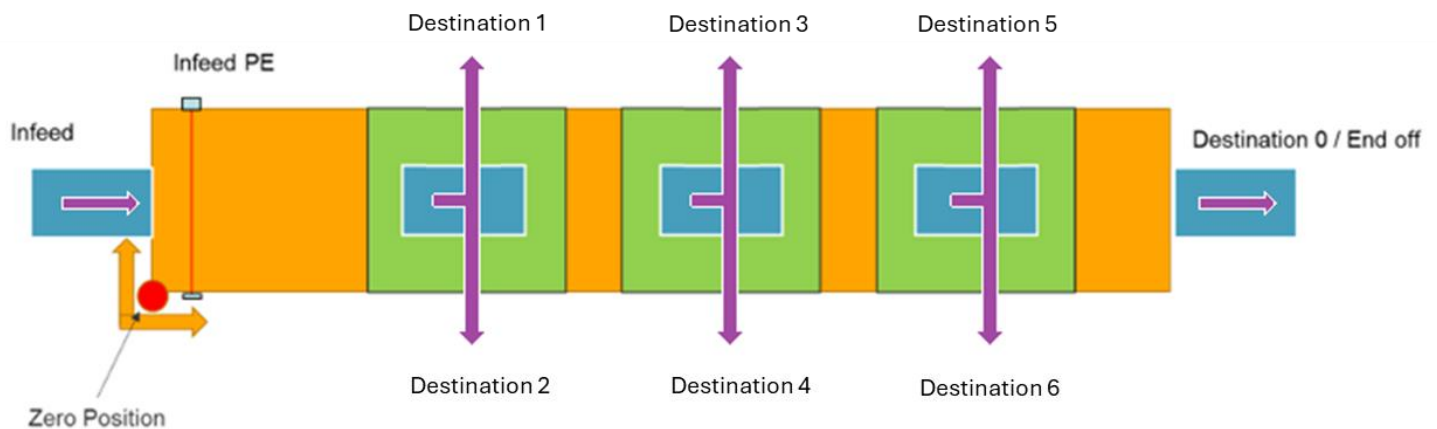 Destination 1
Destination 3
Destination 5
Infeed PE
Infeed
Destination 0 / End off
Destination 2
Destination 4
Destination 6
Zero Position